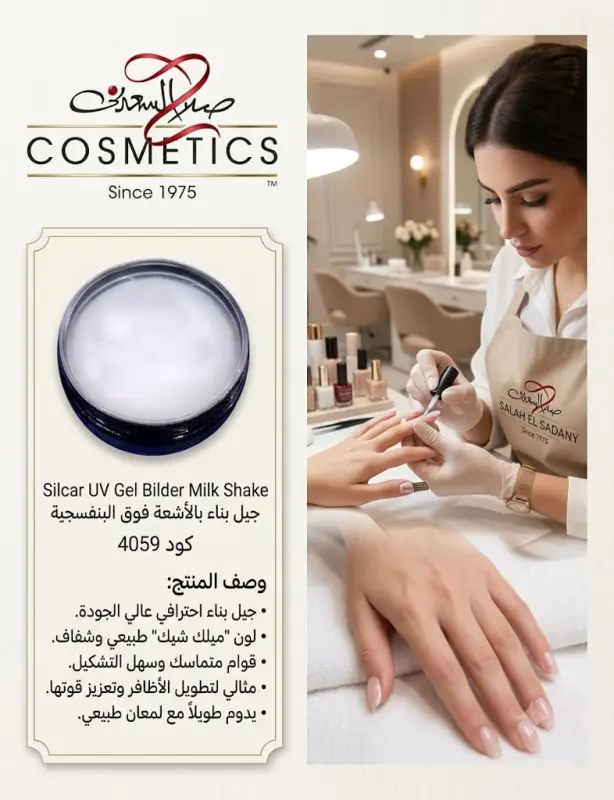 صلاح السعدني
COSMETICS
TM
Since 1975
Silcar UV Gel Bilder Milk Shake
جيل بناء بالأشعة فوق البنفسجية
كود 4059
وصف المنتج:
• جيل بناء احترافي عالي الجودة.
• لون "ميلك شيك" طبيعي وشفاف.
• قوام متماسك وسهل التشكيل.
• مثالي لتطويل الأظافر وتعزيز قوتها.
• يدوم طويلاً مع لمعان طبيعي.
SALAH EL SADANY
Since 1975